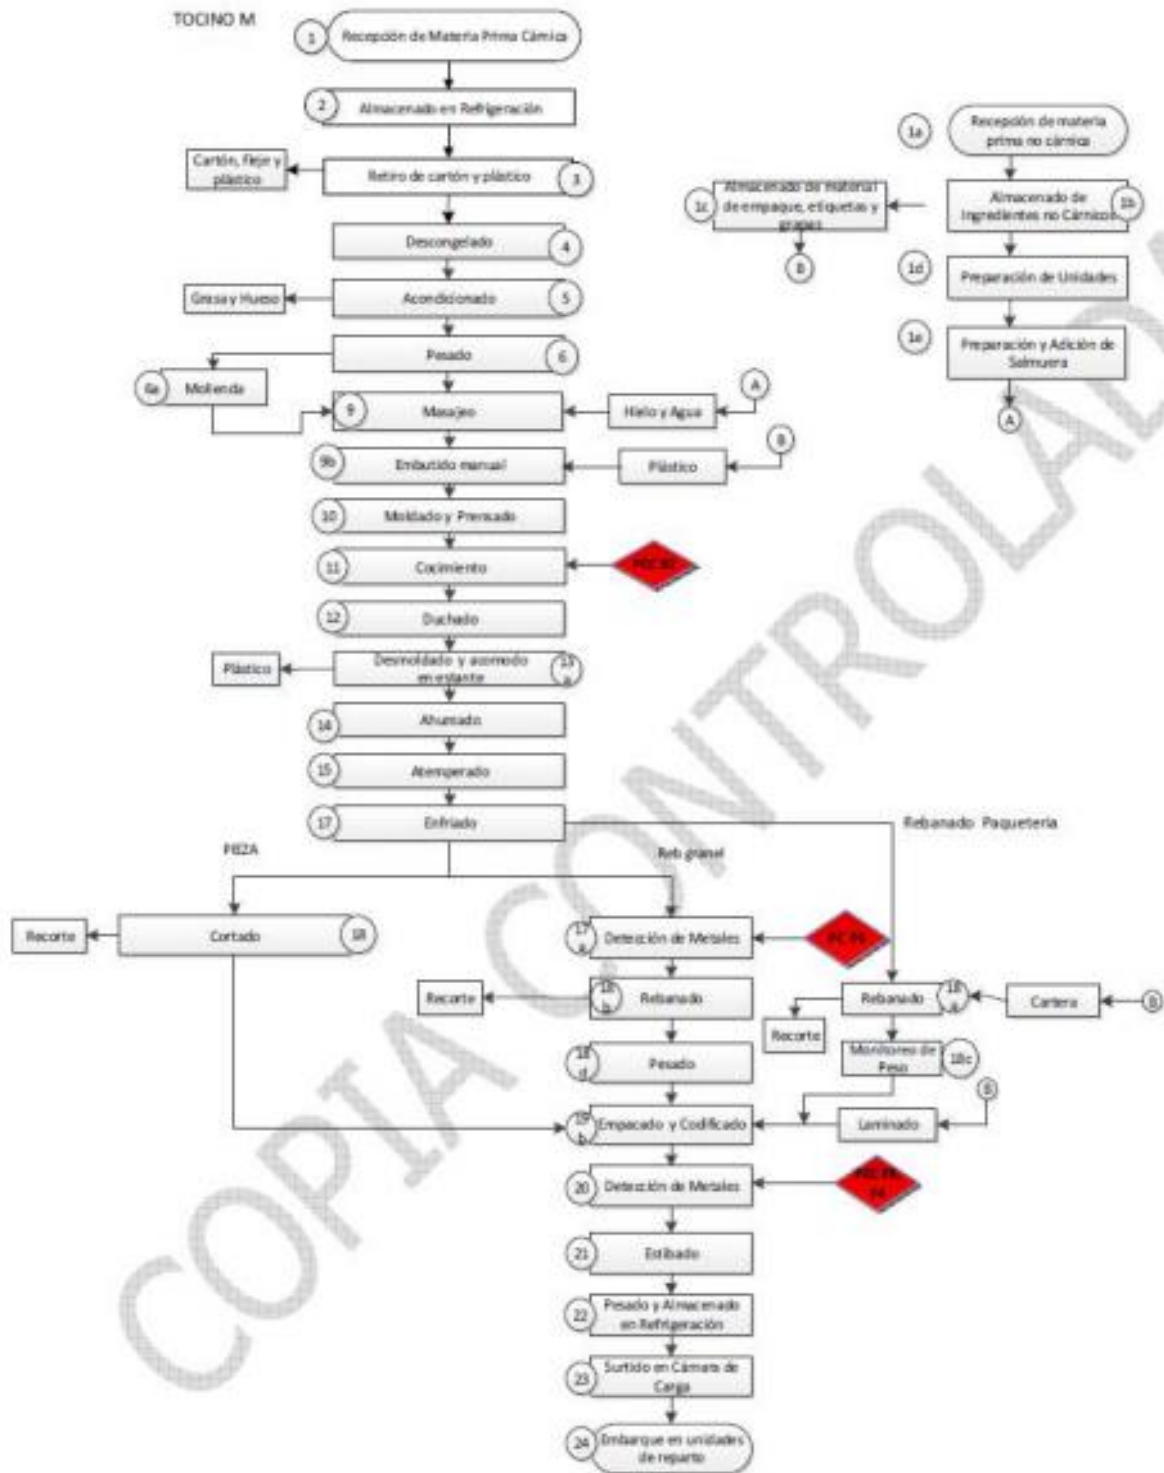 TOCINO M
1
Recepción de Materia Prima Cárnica
2
Almacenado en Refrigeración
Cartón, fleje y
plástico
Retiro de cartón y plástico
3
Descongelado
4
Grasa y Hueso
Acondicionado
5
Pesado
6
6a
Molienda
9
Masajeo
Hielo y Agua
A
9b
Embutido manual
Plástico
B
10
Moldado y Prensado
11
Cocimiento
12
Duchado
Plástico
Desmoldado y acomodo
en estante
14
Ahumado
15
Atemperado
17
Enfriado
1a
Recepción de materia
prima no cárnica
Almacenado de
Ingredientes no Cárnicos
1b
1c
Almacenado de material
de empaque, etiquetas y
grapas
B
1d
Preparación de Unidades
1e
Preparación y Adición de
Salmuera
A
PB2A
Reb granel
Rebanado Paquetería
Recorte
Cortado
18
17
a
Detección de Metales
Recorte
18
b
Rebanado
Recorte
Rebanado
18
a
Cartera
B
18
d
Pesado
Monitoreo de
Peso
18c
19
b
Empacado y Codificado
Laminado
B
20
Detección de Metales
21
Estibado
22
Pesado y Almacenado
en Refrigeración
23
Surtido en Cámara de
Carga
24
Embarque en unidades
de reparto
COPIA CONTROLADA